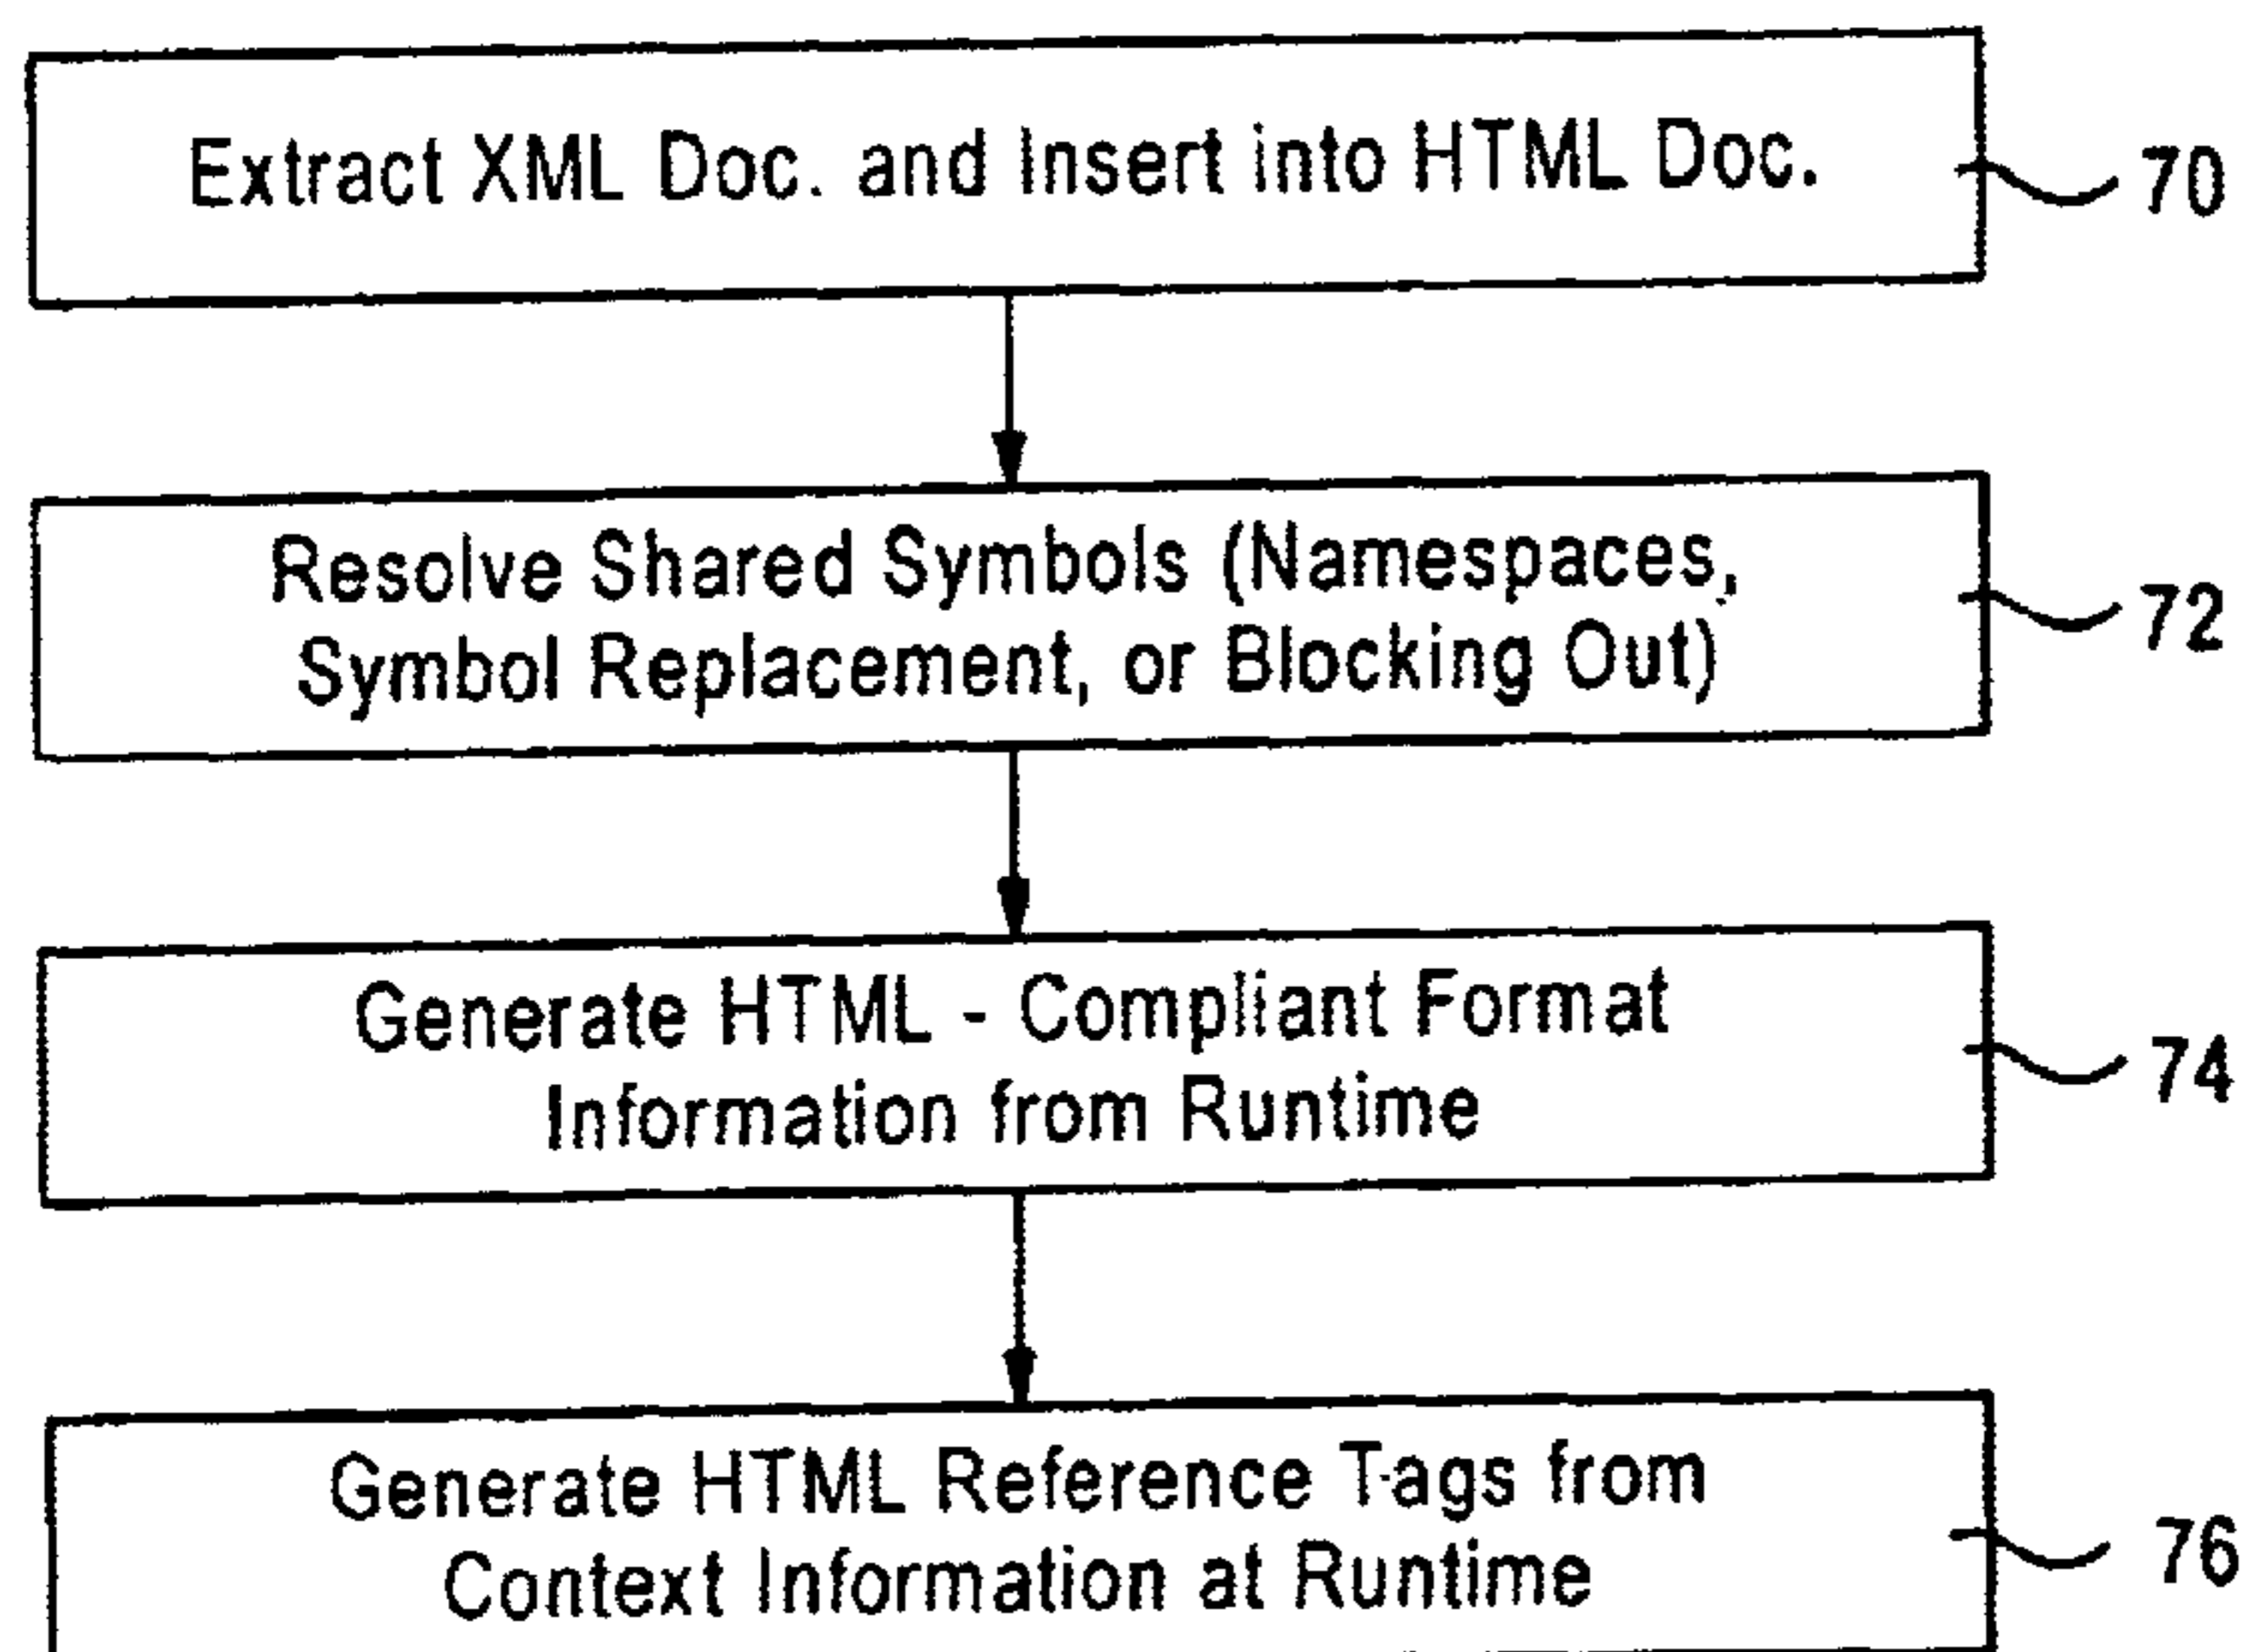 Extract XML Doc. and Insert into HTML Doc.
70
Resolve Shared Symbols (Namespaces,
Symbol Replacement, or Blocking Out)
72
Generate HTML - Compliant Format
Information from Runtime
74
Generate HTML Reference Tags from
Context Information at Runtime
76